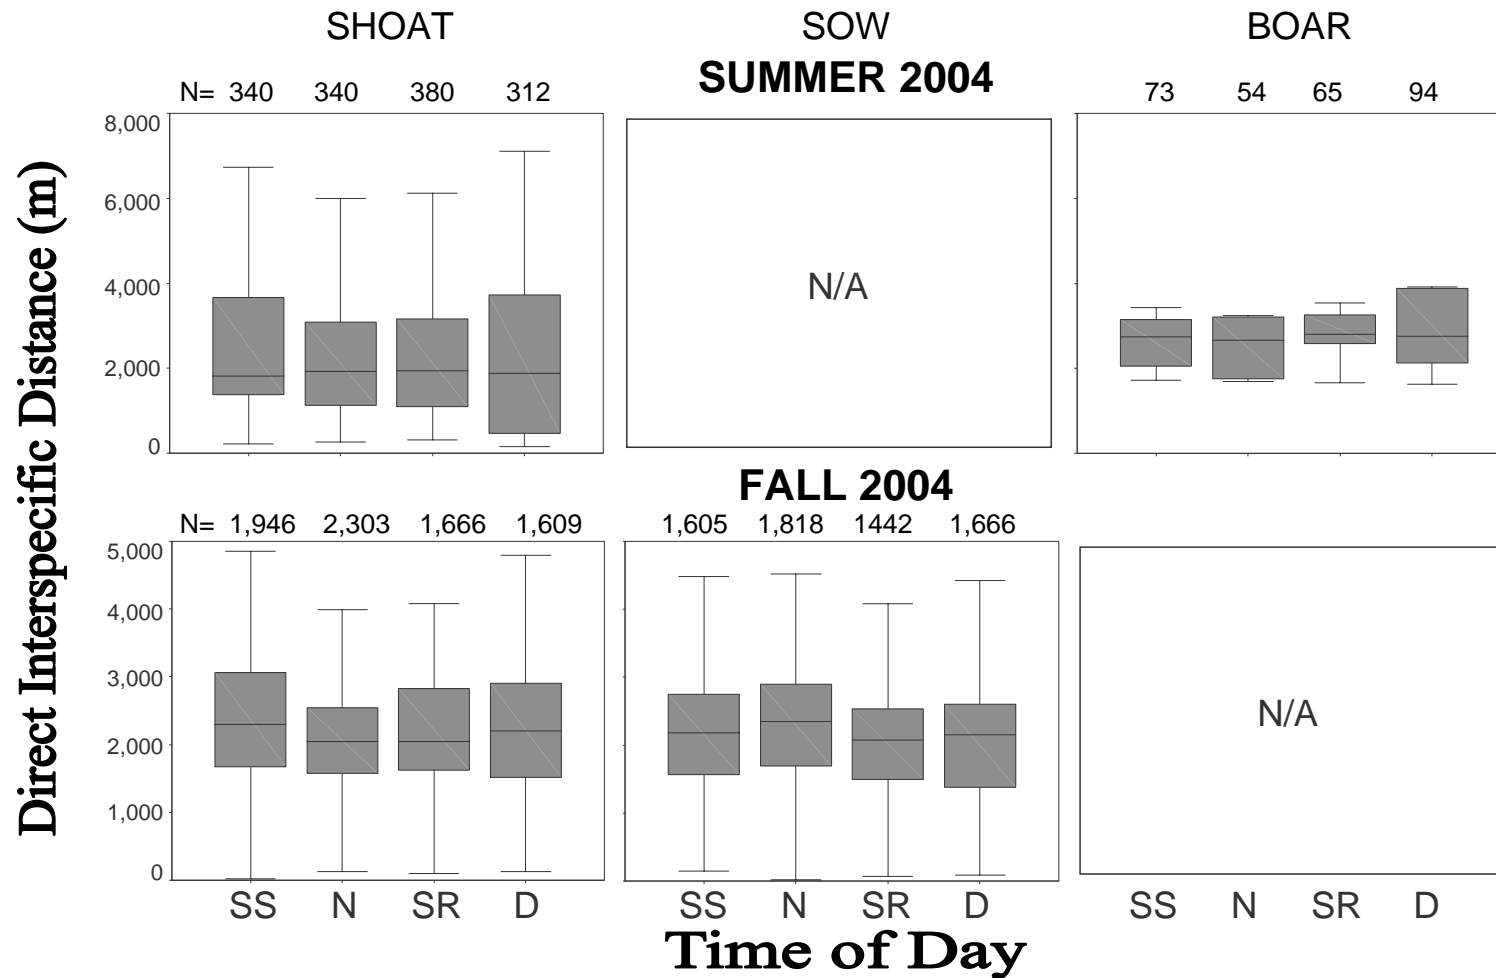 SHOAT SOW BOAR
SUMMER 2004
N= 340 340 380 312 73 54 65 94
8,000
6,000
4,000
2,000
0
N/A
Direct Interspecific Distance (m)
FALL 2004
N= 1,946 2,303 1,666 1,609 1,605 1,818 1442 1,666
5,000
4,000
3,000
2,000
1,000
0
N/A
SS N SR D SS N SR D SS N SR D
Time of Day